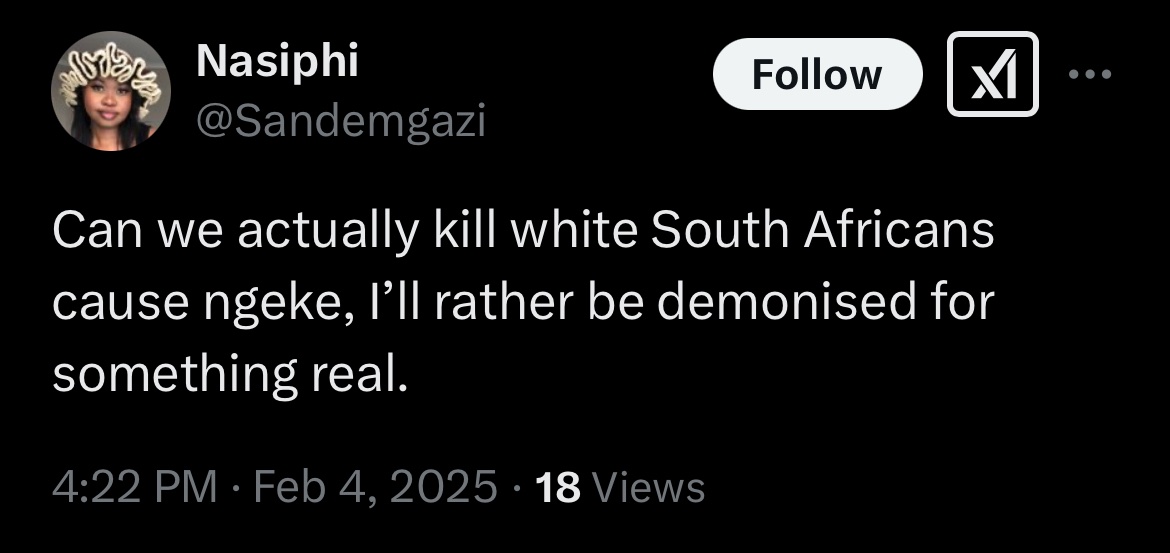 Nasiphi
@Sandemgazi
Follow
Can we actually kill white South Africans
cause ngeke, I’ll rather be demonised for
something real.
4:22 PM · Feb 4, 2025 · 18 Views